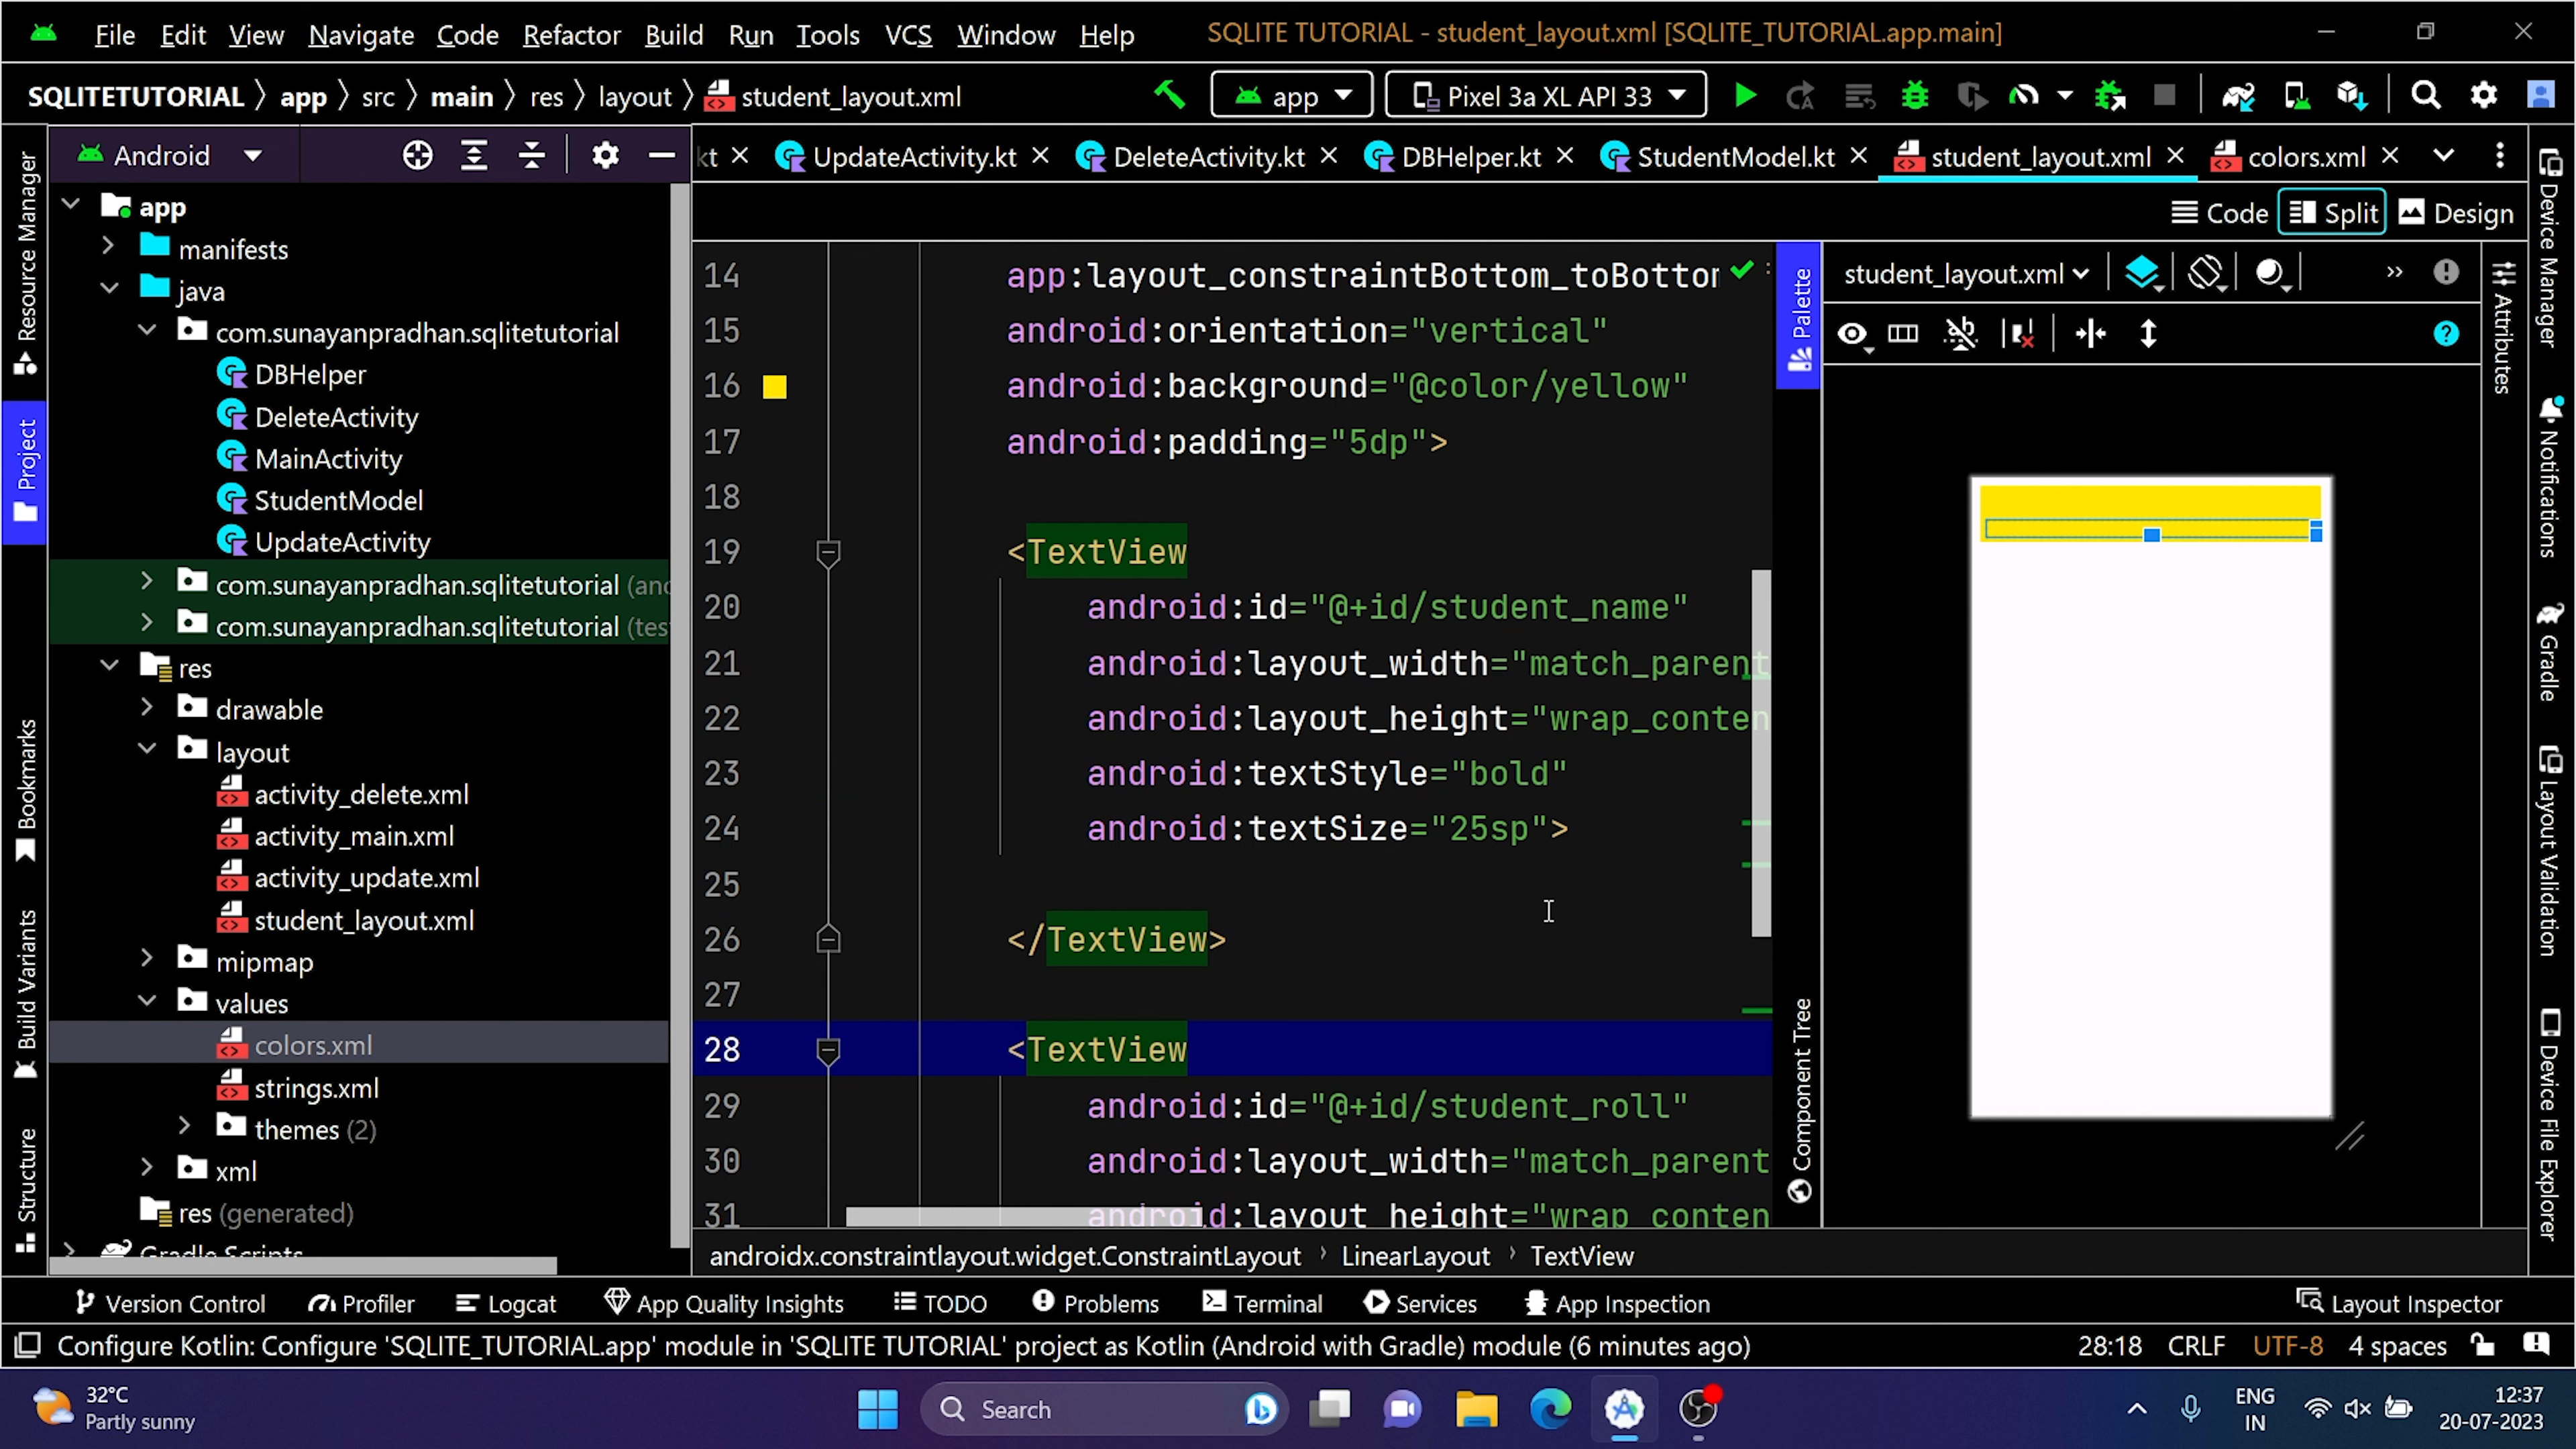 File Edit View Navigate Code Refactor Build Run Tools VCS Window Help SQLITE TUTORIAL - student_layout.xml [SQLITE_TUTORIAL.app.main]
SQLITETUTORIAL app src main res layout student_layout.xml app Pixel 3a XL API 33
Android
kt UpdateActivity.kt DeleteActivity.kt DBHelper.kt StudentModel.kt student_layout.xml colors.xml
Code Split Design
Resource Manager
Project
Bookmarks
Build Variants
Structure
app
manifests
java
com.sunayanpradhan.sqlitetutorial
DBHelper
DeleteActivity
MainActivity
StudentModel
UpdateActivity
com.sunayanpradhan.sqlitetutorial (and
com.sunayanpradhan.sqlitetutorial (tes
res
drawable
layout
activity_delete.xml
activity_main.xml
activity_update.xml
student_layout.xml
mipmap
values
colors.xml
strings.xml
themes (2)
xml
res (generated)
Gradle Scripts
14 app:layout_constraintBottom_toBottom
15 android:orientation="vertical"
16 android:background="@color/yellow"
17 android:padding="5dp">
18
19 <TextView
20 android:id="@+id/student_name"
21 android:layout_width="match_parent
22 android:layout_height="wrap_conten
23 android:textStyle="bold"
24 android:textSize="25sp">
25
26 </TextView>
27
28 <TextView
29 android:id="@+id/student_roll"
30 android:layout_width="match_parent
31 android:layout_height="wrap_conten
Palette
Component Tree
student_layout.xml
Attributes
Device Manager
Notifications
Gradle
Layout Validation
Device File Explorer
androidx.constraintlayout.widget.ConstraintLayout LinearLayout TextView
Version Control Profiler Logcat App Quality Insights TODO Problems Terminal Services App Inspection Layout Inspector
Configure Kotlin: Configure 'SQLITE_TUTORIAL.app' module in 'SQLITE TUTORIAL' project as Kotlin (Android with Gradle) module (6 minutes ago) 28:18 CRLF UTF-8 4 spaces
32°C
Partly sunny
Search
ENG
IN
12:37
20-07-2023